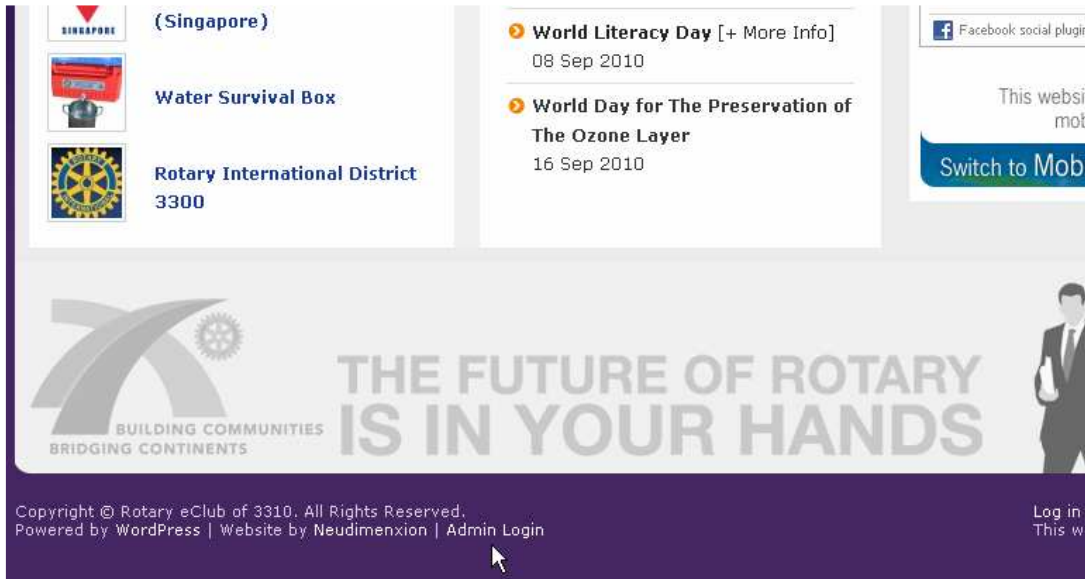 SINGAPORE
(Singapore)
Water Survival Box
Rotary International District
3300
World Literacy Day [+ More Info]
08 Sep 2010
World Day for The Preservation of
The Ozone Layer
16 Sep 2010
Facebook social plugin
This websi
mob
Switch to Mob
BUILDING COMMUNITIES
BRIDGING CONTINENTS
THE FUTURE OF ROTARY
IS IN YOUR HANDS
Copyright © Rotary eClub of 3310. All Rights Reserved.
Powered by WordPress | Website by Neudimenxion | Admin Login
Log in
This w